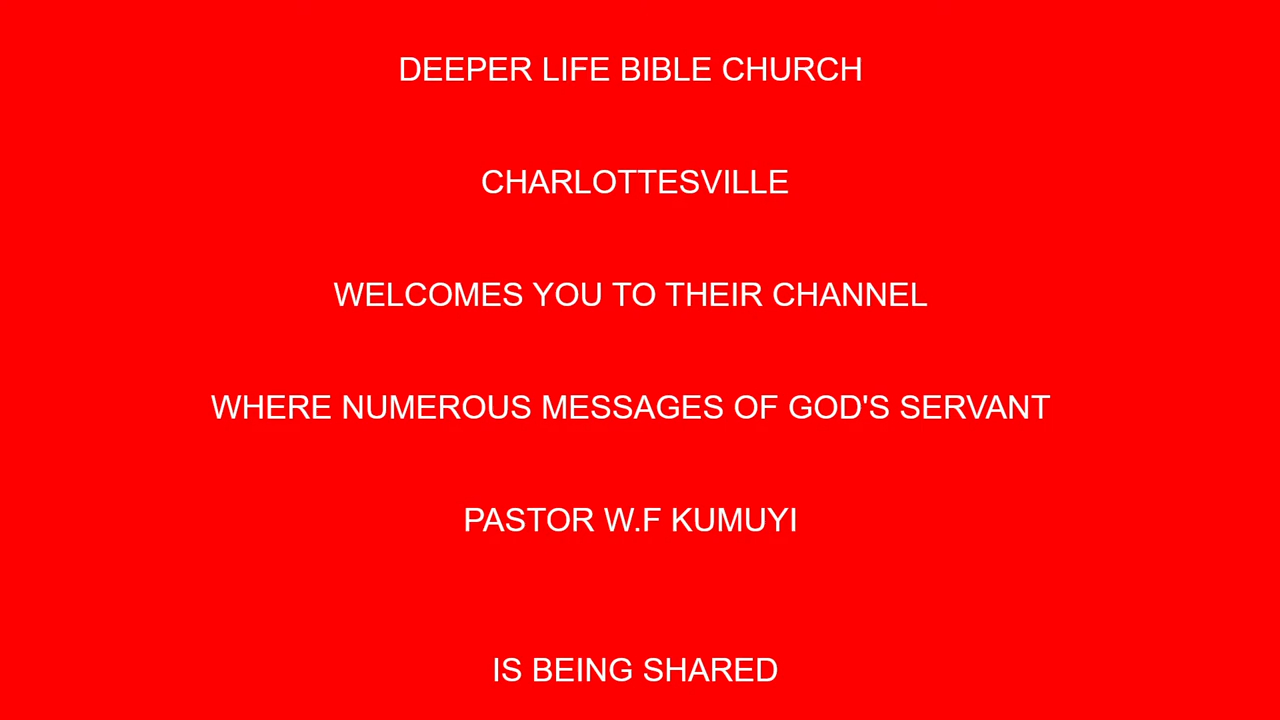 DEEPER LIFE BIBLE CHURCH
CHARLOTTESVILLE
WELCOMES YOU TO THEIR CHANNEL
WHERE NUMEROUS MESSAGES OF GOD'S SERVANT
PASTOR W.F KUMUYI
IS BEING SHARED